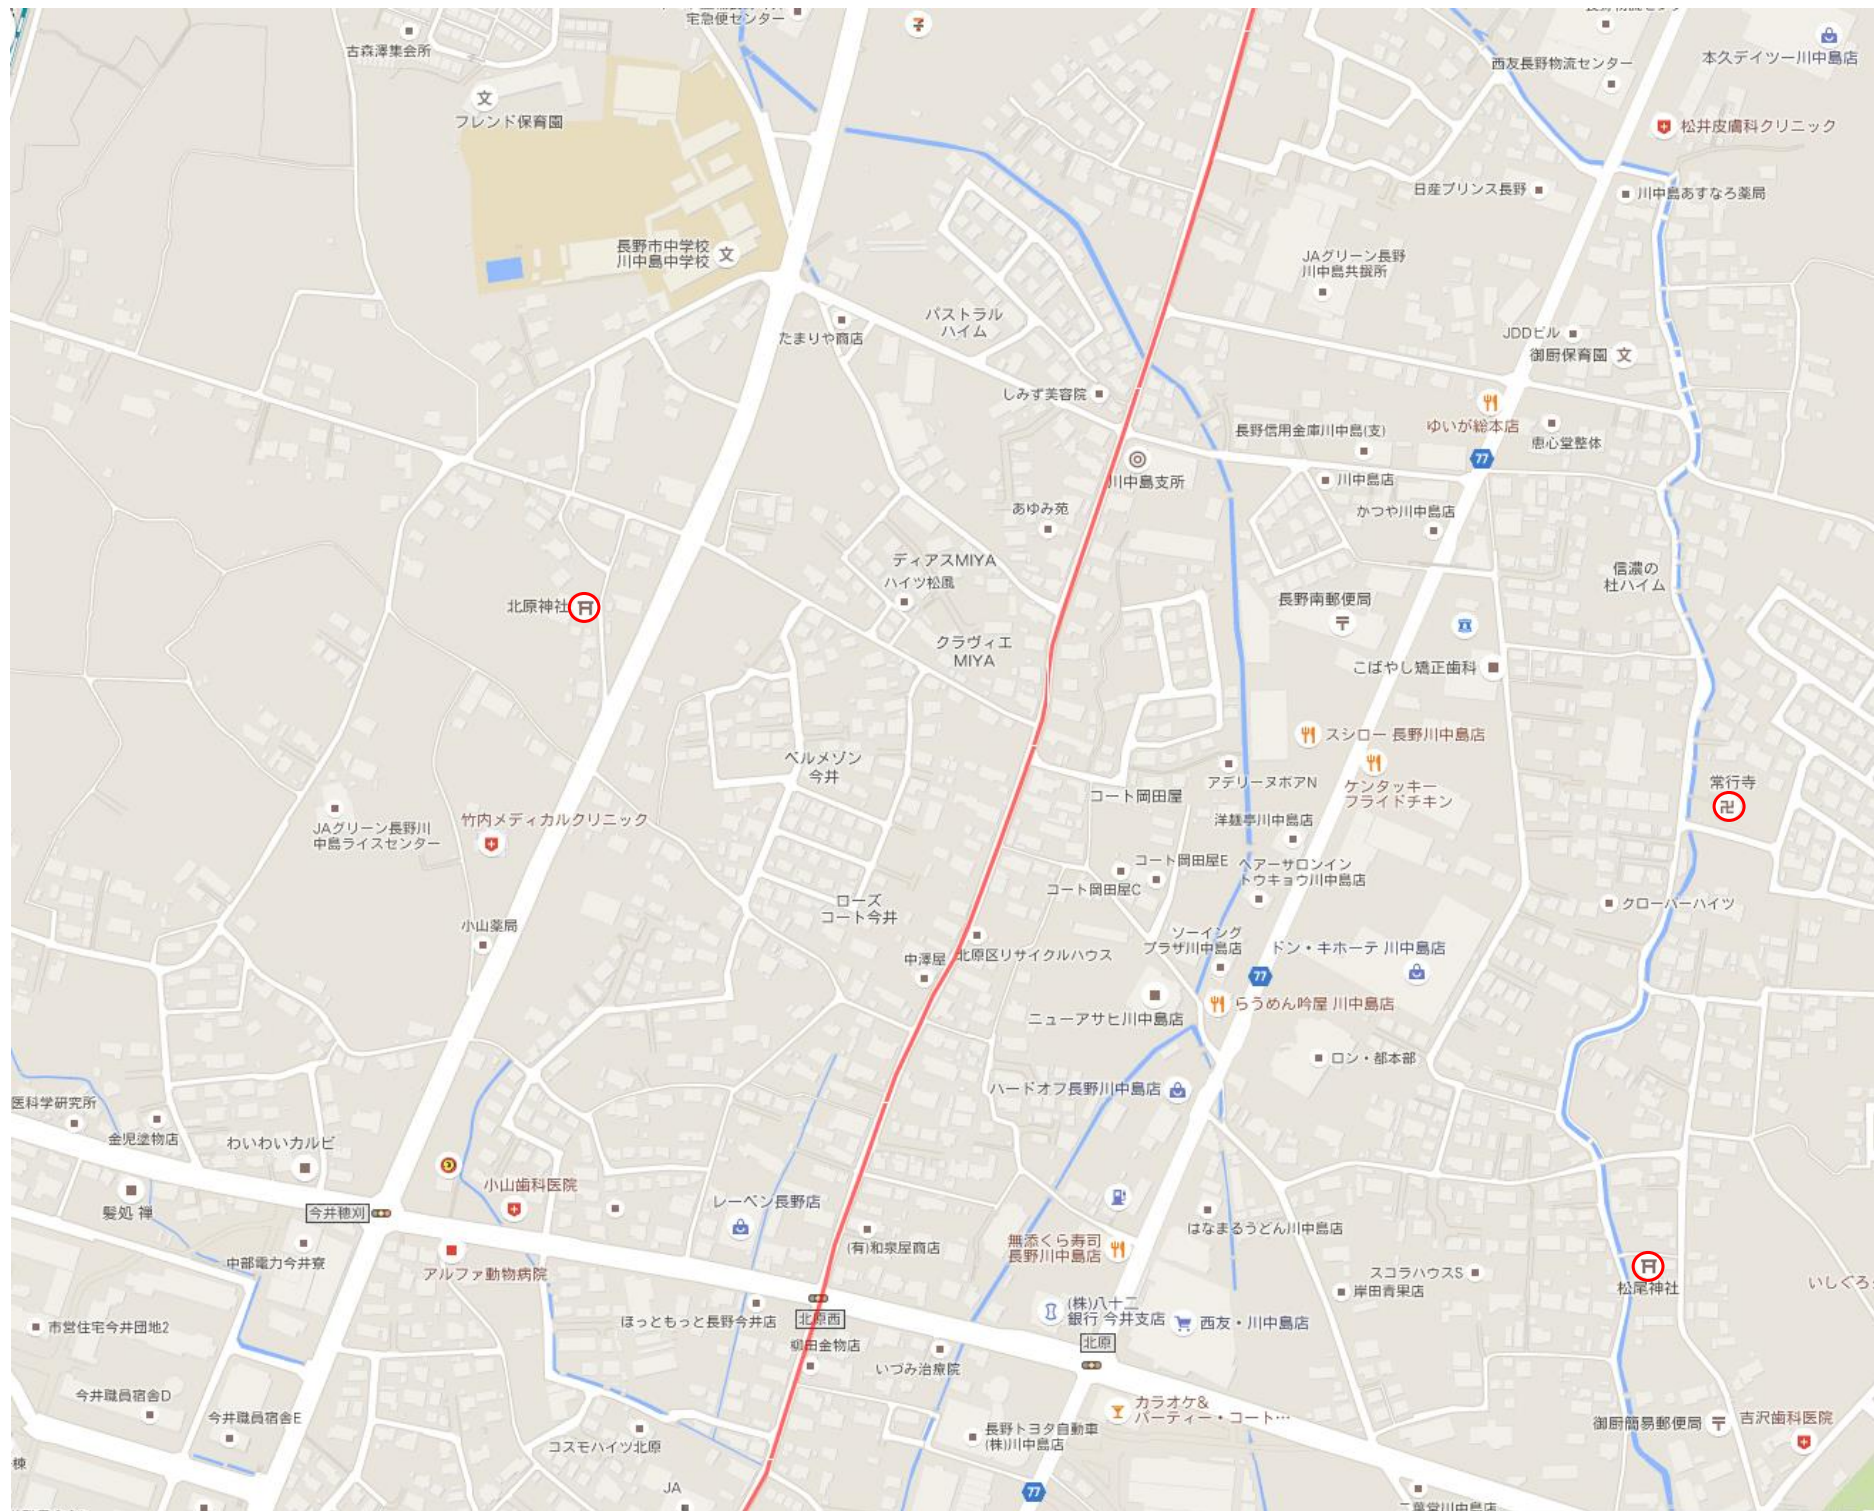 宅急便センター
古森澤集会所
西友長野物流センター
本久デイツー川中島店
フレンド保育園
松井皮膚科クリニック
日産プリンス長野
川中島あすなろ薬局
長野市中学校
川中島中学校
JAグリーン長野
川中島共撰所
パストラル
ハイム
たまりや商店
JDDビル
御厨保育園
しみず美容院
ゆいが総本店
長野信用金庫川中島(支)
恵心堂整体
77
川中島支所
川中島店
あゆみ苑
かつや川中島店
ディアスMIYA
ハイツ松風
信濃の
杜ハイム
北原神社
長野南郵便局
クラヴィエ
MIYA
こばやし矯正歯科
スシロー 長野川中島店
ベルメゾン
今井
アデリーヌボアN
ケンタッキー
フライドチキン
常行寺
コート岡田屋
JAグリーン長野川
中島ライスセンター
竹内メディカルクリニック
洋麺亭川中島店
コート岡田屋E
ヘアーサロンイン
トウキョウ川中島店
コート岡田屋C
ローズ
コート今井
クローバーハイツ
小山薬局
ソーイング
プラザ川中島店
ドン・キホーテ 川中島店
中澤屋
北原区リサイクルハウス
77
らうめん吟屋 川中島店
ニューアサヒ川中島店
ロン・都本部
ハードオフ長野川中島店
医科学研究所
金児塗物店
わいわいカルビ
小山歯科医院
レーベン長野店
髪処 禅
今井穂刈
はなまるうどん川中島店
(有)和泉屋商店
無添くら寿司
長野川中島店
中部電力今井寮
アルファ動物病院
スコラハウスS
岸田青果店
松尾神社
いしぐろ
(株)八十二
銀行 今井支店
西友・川中島店
市営住宅今井団地2
ほっともっと長野今井店
北原西
北原
柳田金物店
いづみ治療院
今井職員宿舎D
今井職員宿舎E
カラオケ&
パーティー・コート…
御厨簡易郵便局
吉沢歯科医院
コスモハイツ北原
長野トヨタ自動車
(株)川中島店
棟
JA
77
二葉堂川中島店